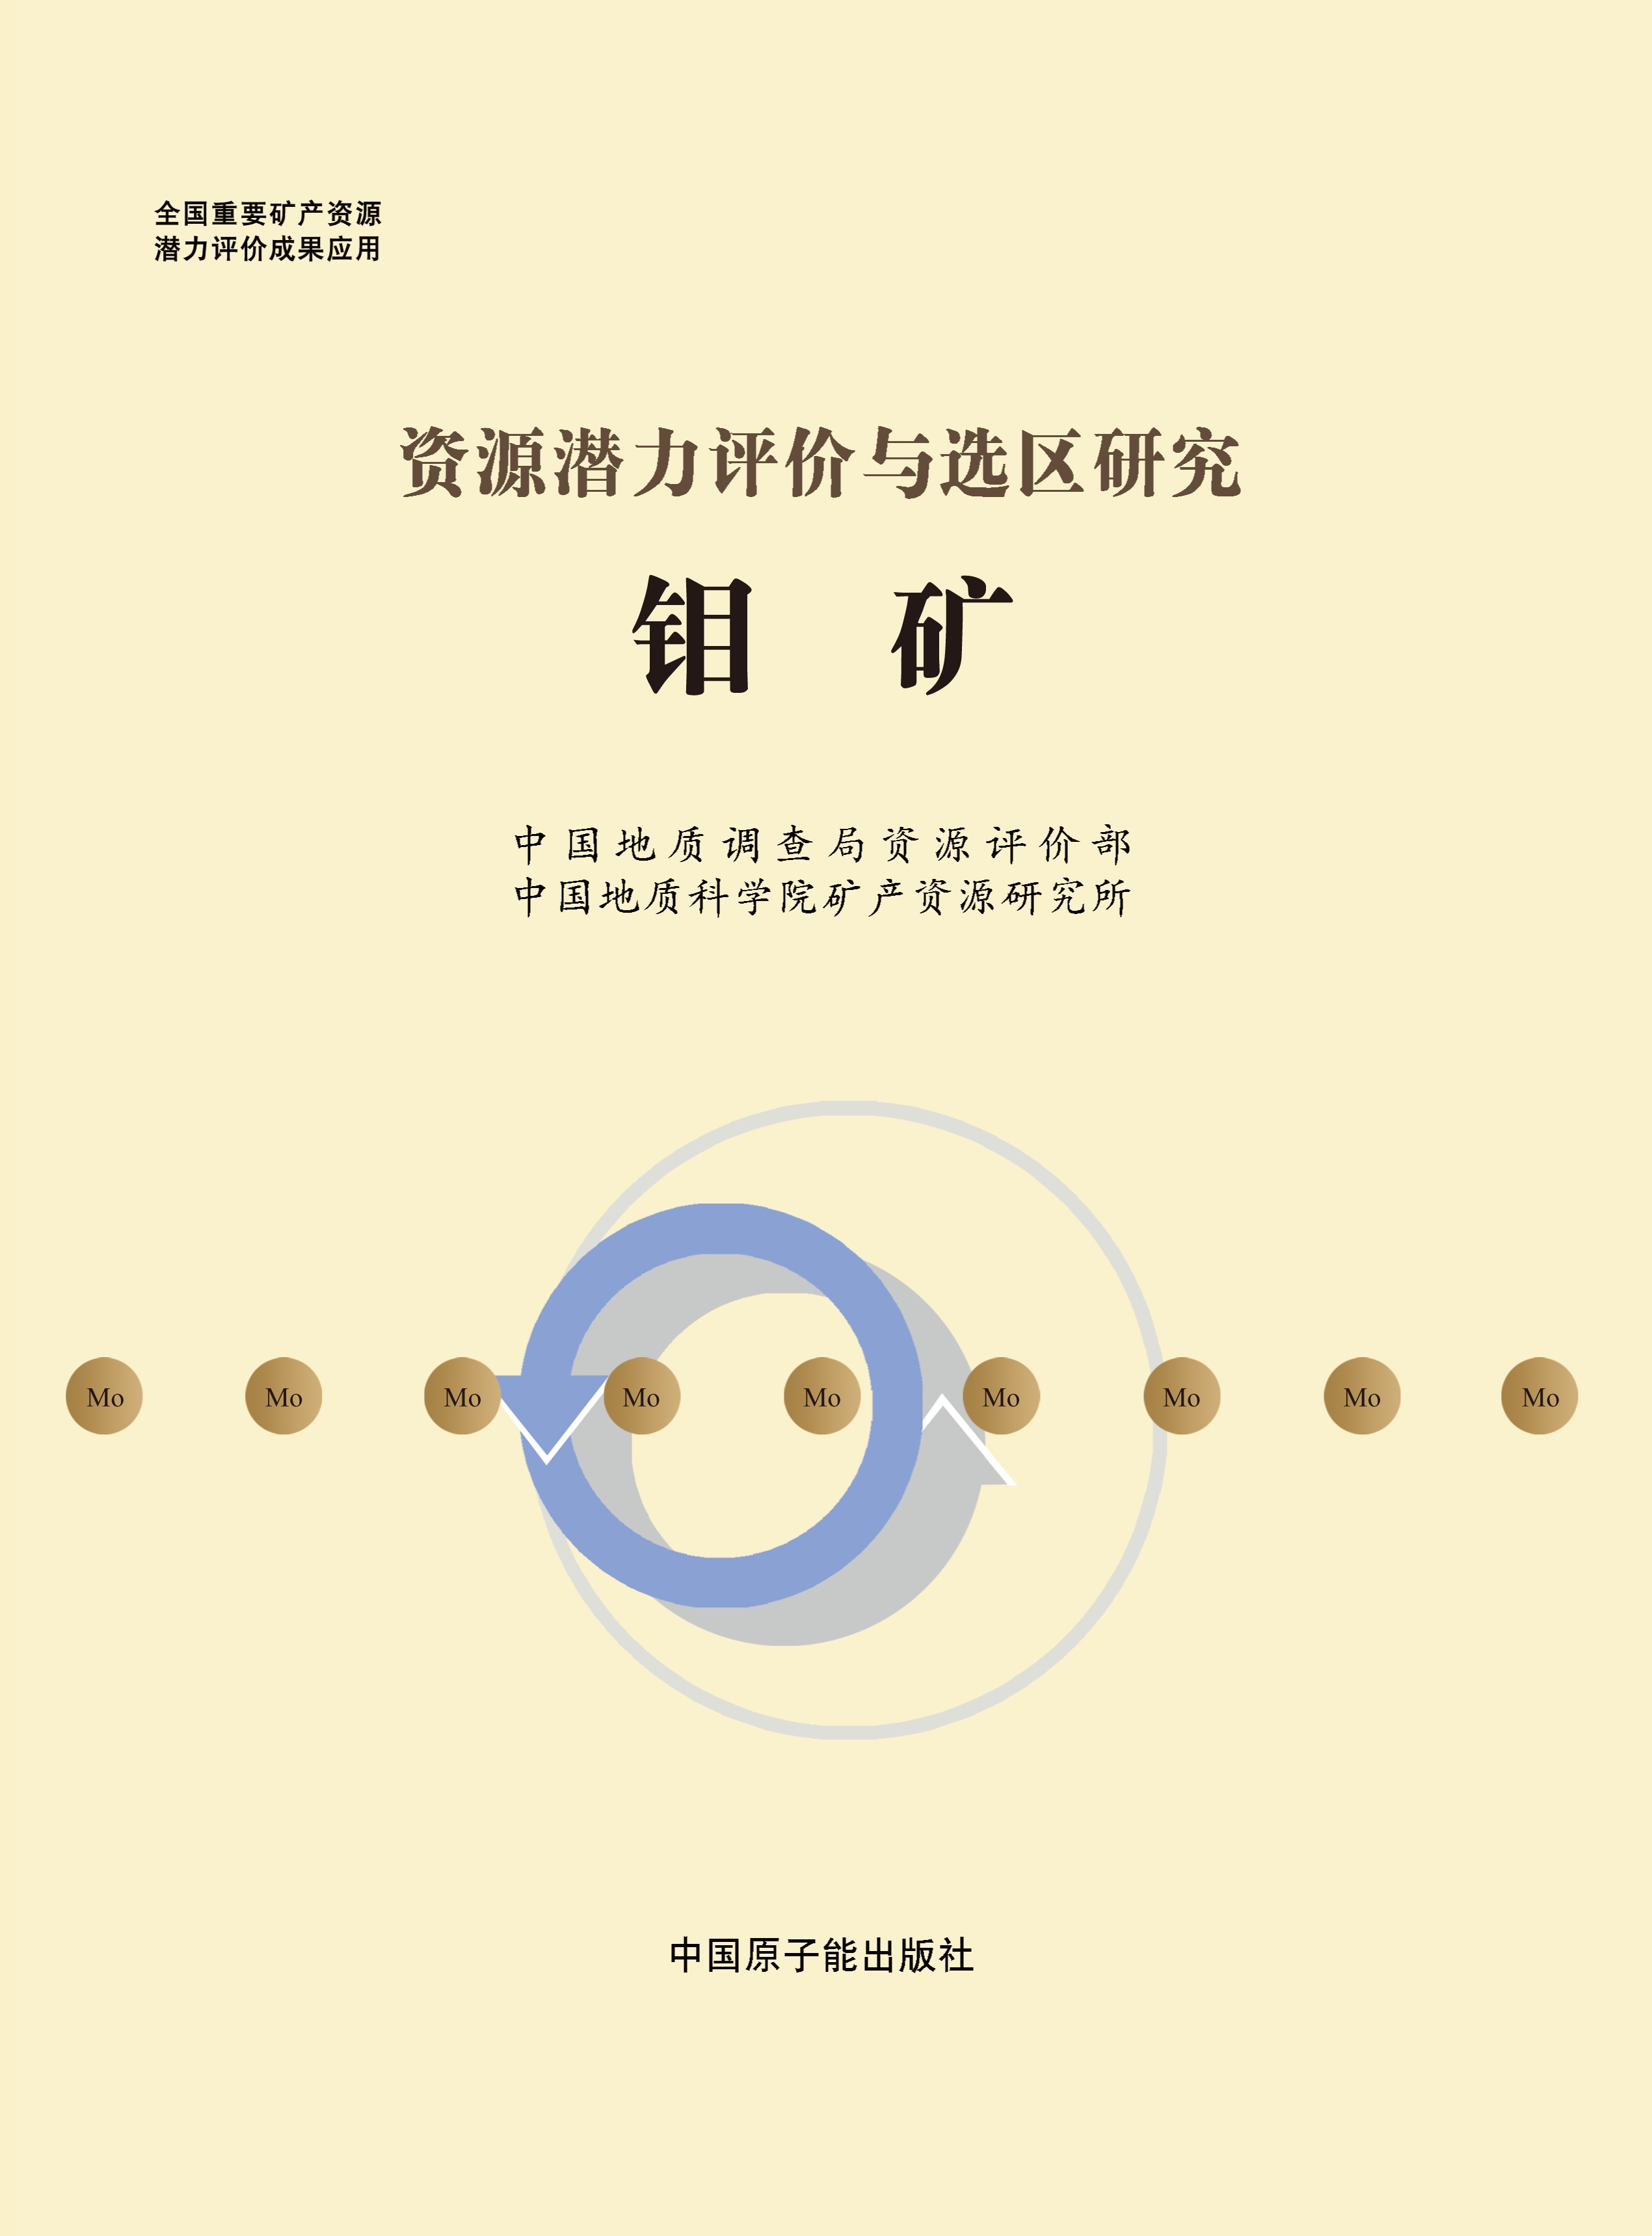 全国重要矿产资源
潜力评价成果应用
资源潜力评价与选区研究
钼 矿
中国地质调查局资源评价部
中国地质科学院矿产资源研究所
Mo Mo Mo Mo Mo Mo Mo Mo Mo
中国原子能出版社